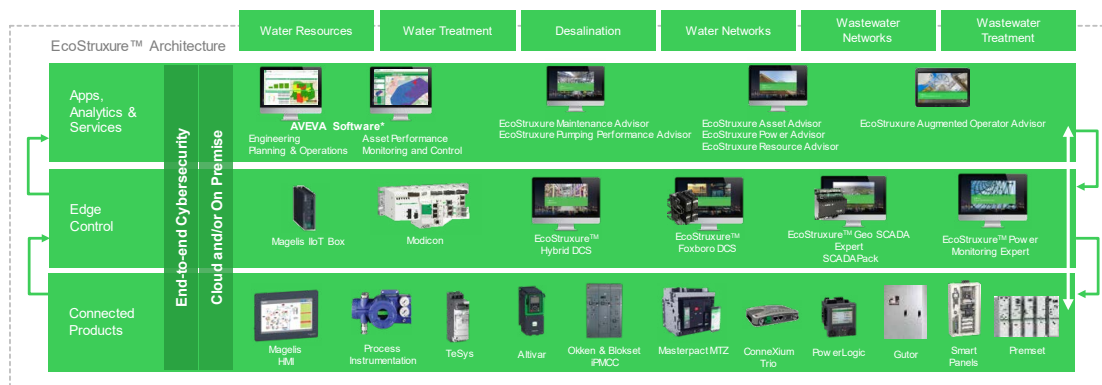 EcoStruxure™ Architecture
Water Resources
Water Treatment
Desalination
Water Networks
Wastewater
Networks
Wastewater
Treatment
Apps,
Analytics &
Services
End-to-end Cybersecurity
Cloud and/or On Premise
AVEVA Software*
Engineering
Planning & Operations
Asset Performance
Monitoring and Control
EcoStruxure Maintenance Advisor
EcoStruxure Pumping Performance Advisor
EcoStruxure Asset Advisor
EcoStruxure Power Advisor
EcoStruxure Resource Advisor
EcoStruxure Augmented Operator Advisor
Edge
Control
Magelis IIoT Box
Modicon
EcoStruxure™
Hybrid DCS
EcoStruxure™
Foxboro DCS
EcoStruxure™ Geo SCADA
Expert
SCADAPack
EcoStruxure™ Power
Monitoring Expert
Connected
Products
Magelis
HMI
Process
Instrumentation
TeSys
Altivar
Okken & Blokset
iPMCC
Masterpact MTZ
ConneXium
Trio
PowerLogic
Gutor
Smart
Panels
Premset